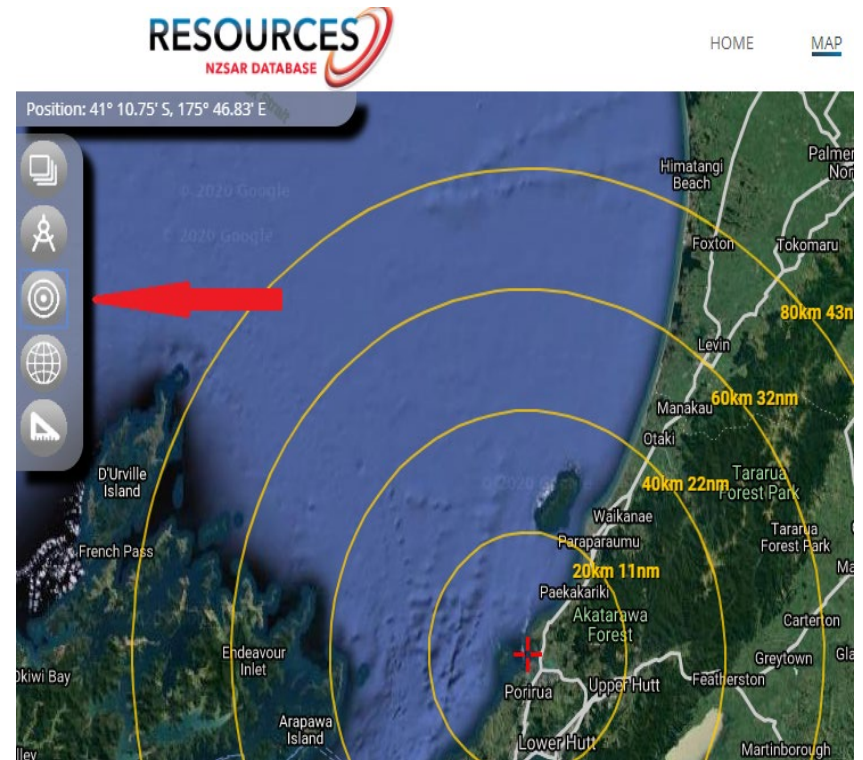 RESOURCES
NZSAR DATABASE
HOME
MAP
Position: 41° 10.75' S, 175° 46.83' E
© 2020 Google
© 2020 Google
Himatangi
Beach
Foxton
Tokomaru
80km 43n
Levin
60km 32nm
Manakau
Otaki
40km 22nm
Tararua
Forest Park
D'Urville
Island
Waikanae
Tararua
Forest Park
French Pass
Paraparaumu
20km 11nm
Paekakariki
Akatarawa
Forest
Carterton
Endeavour
Inlet
Greytown
Okiwi Bay
Porirua
Upper Hutt
Featherston
Arapawa
Island
Lower Hutt
Martinborough